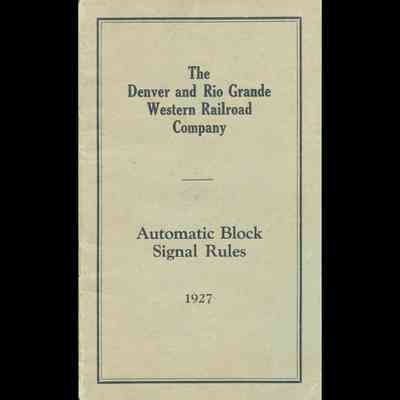 The
Denver and Rio Grande
Western Railroad
Company
Automatic Block
Signal Rules
1927